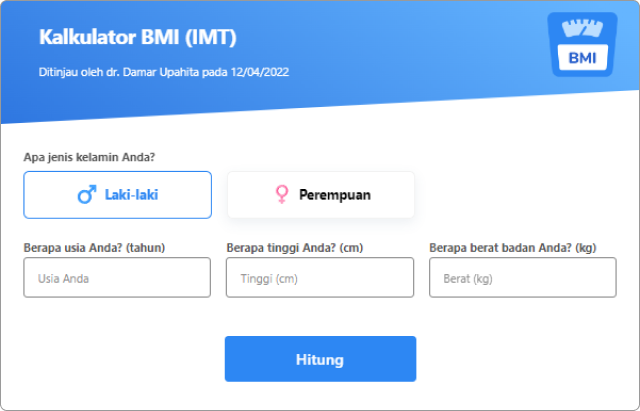 Kalkulator BMI (IMT)
Ditinjau oleh dr. Damar Upahita pada 12/04/2022
BMI
Apa jenis kelamin Anda?
Laki-laki
Perempuan
Berapa usia Anda? (tahun)
Berapa tinggi Anda? (cm)
Berapa berat badan Anda? (kg)
Usia Anda
Tinggi (cm)
Berat (kg)
Hitung